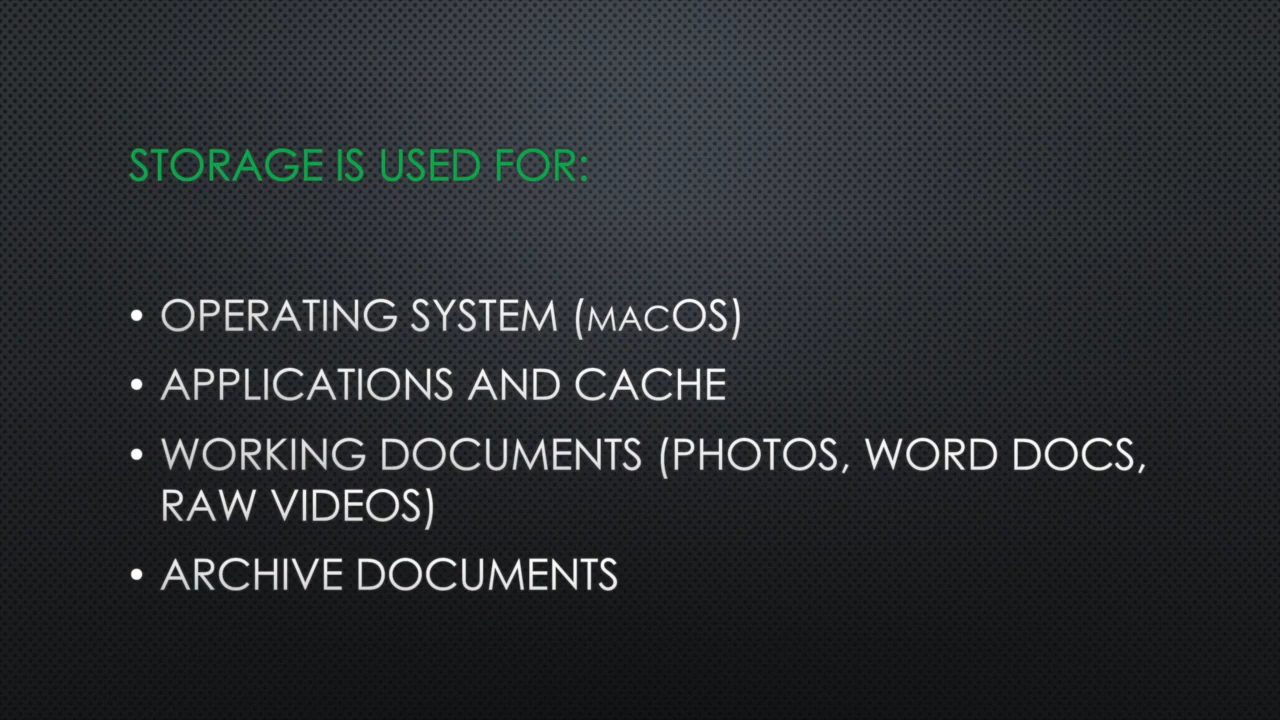 STORAGE IS USED FOR:
• OPERATING SYSTEM (MACOS)
• APPLICATIONS AND CACHE
• WORKING DOCUMENTS (PHOTOS, WORD DOCS,
RAW VIDEOS)
• ARCHIVE DOCUMENTS